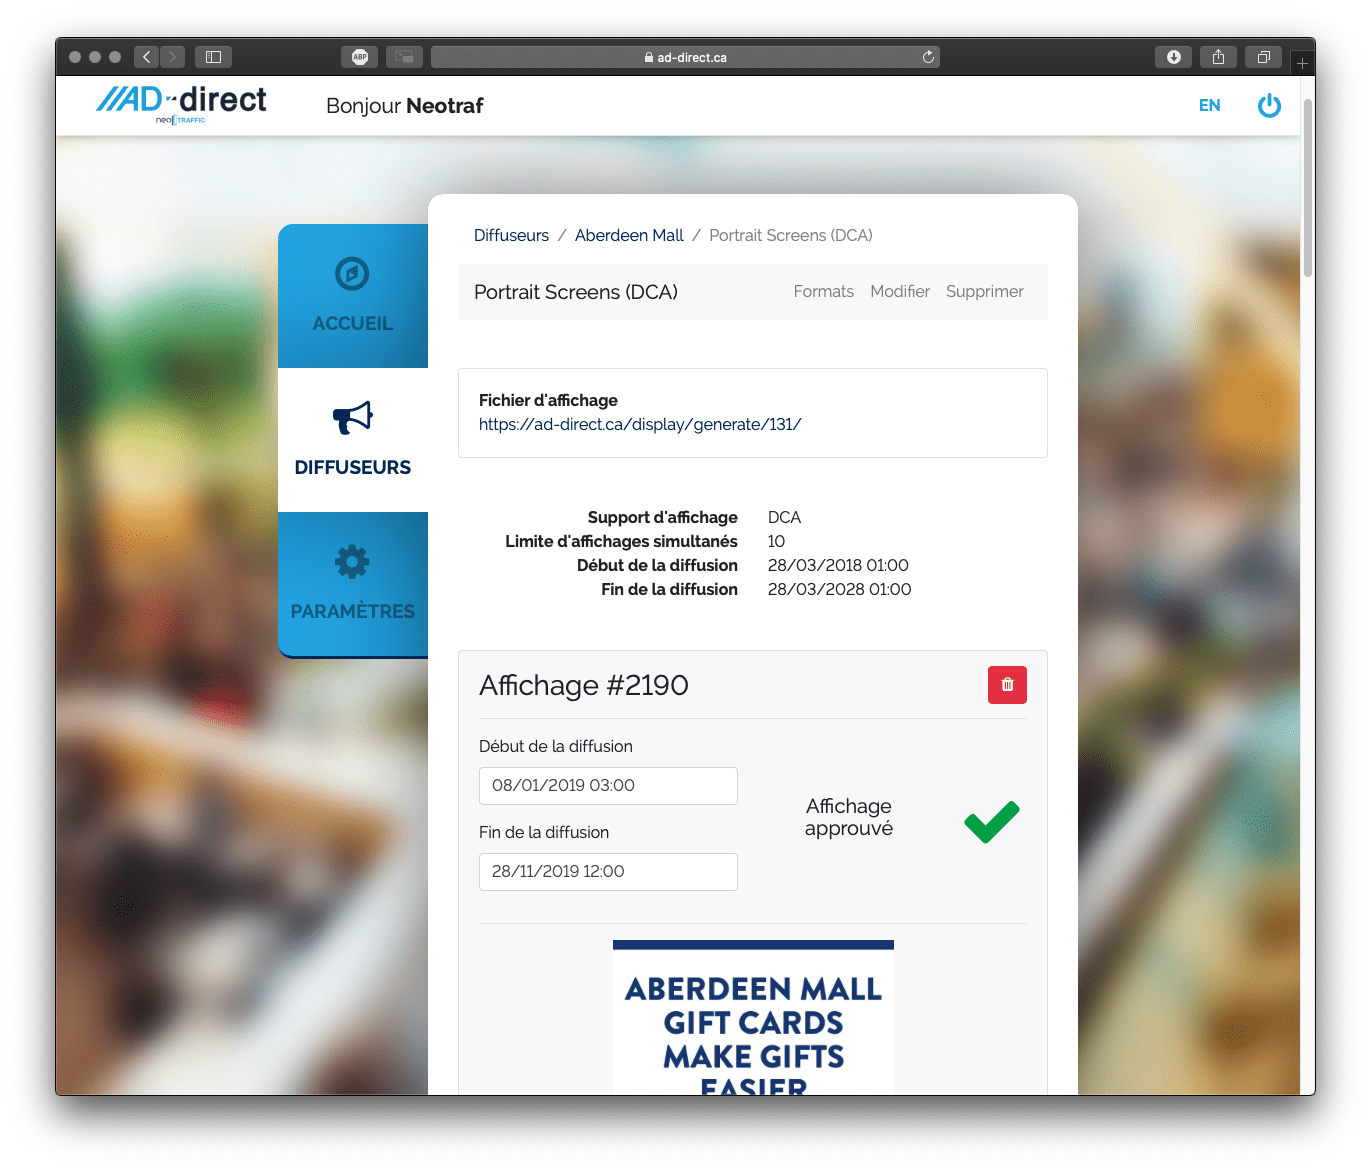 ABP
ad-direct.ca
AD-direct
neo TRAFFIC
Bonjour Neotraf
EN
Diffuseurs / Aberdeen Mall / Portrait Screens (DCA)
Portrait Screens (DCA) Formats Modifier Supprimer
ACCUEIL
DIFFUSEURS
PARAMÈTRES
Fichier d'affichage
https://ad-direct.ca/display/generate/131/
Support d'affichage DCA
Limite d'affichages simultanés 10
Début de la diffusion 28/03/2018 01:00
Fin de la diffusion 28/03/2028 01:00
Affichage #2190
Début de la diffusion
08/01/2019 03:00
Fin de la diffusion
28/11/2019 12:00
Affichage
approuvé
ABERDEEN MALL
GIFT CARDS
MAKE GIFTS
EASIER